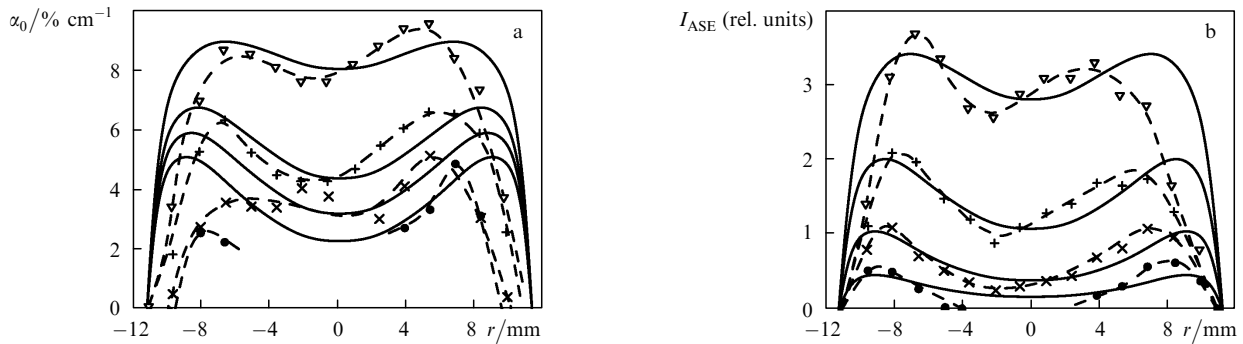 α₀/% cm⁻¹
a
8
6
4
2
0
−12 −8 −4 0 4 8 r/mm
I_ASE (rel. units)
b
3
2
1
0
−12 −8 −4 0 4 8 r/mm